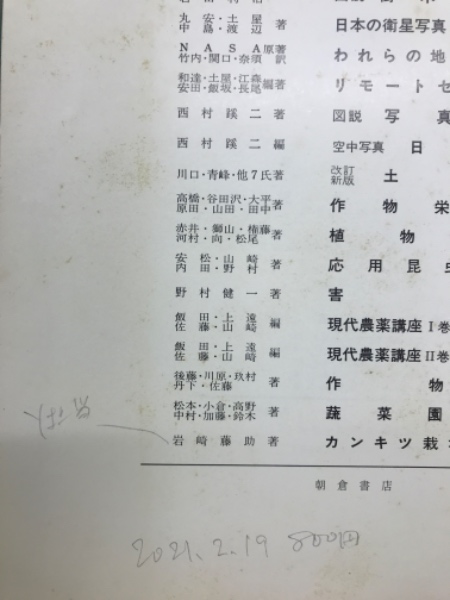 丸安・土屋
中島・渡辺 著 日本の衛星写真
NASA原著
竹内・関口・奈須 訳 われらの地
和達・土屋・江森
安田・飯坂・長尾 編著 リモートセ
西村蹊二著 図説 写真
西村蹊二編 空中写真 日
川口・青峰・他7氏著 改訂新版 土
高橋・谷田沢・大平
原田・山田・田中 著 作物栄
赤井・獅山・楠藤
河村・向・松尾 著 植物
安松・山崎
内田・野村 著 応用昆虫
野村健一著 害
飯田・上遠
佐藤・山崎 編 現代農薬講座 I巻
飯田・上遠
佐藤・山崎 編 現代農薬講座 II巻
後藤・川原・玖村
丹下・佐藤 著 作物
松本・小倉・高野
中村・加藤・鈴木 著 蔬菜園
岩崎藤助著 カンキツ栽
朝倉書店
2021.2.19 800円